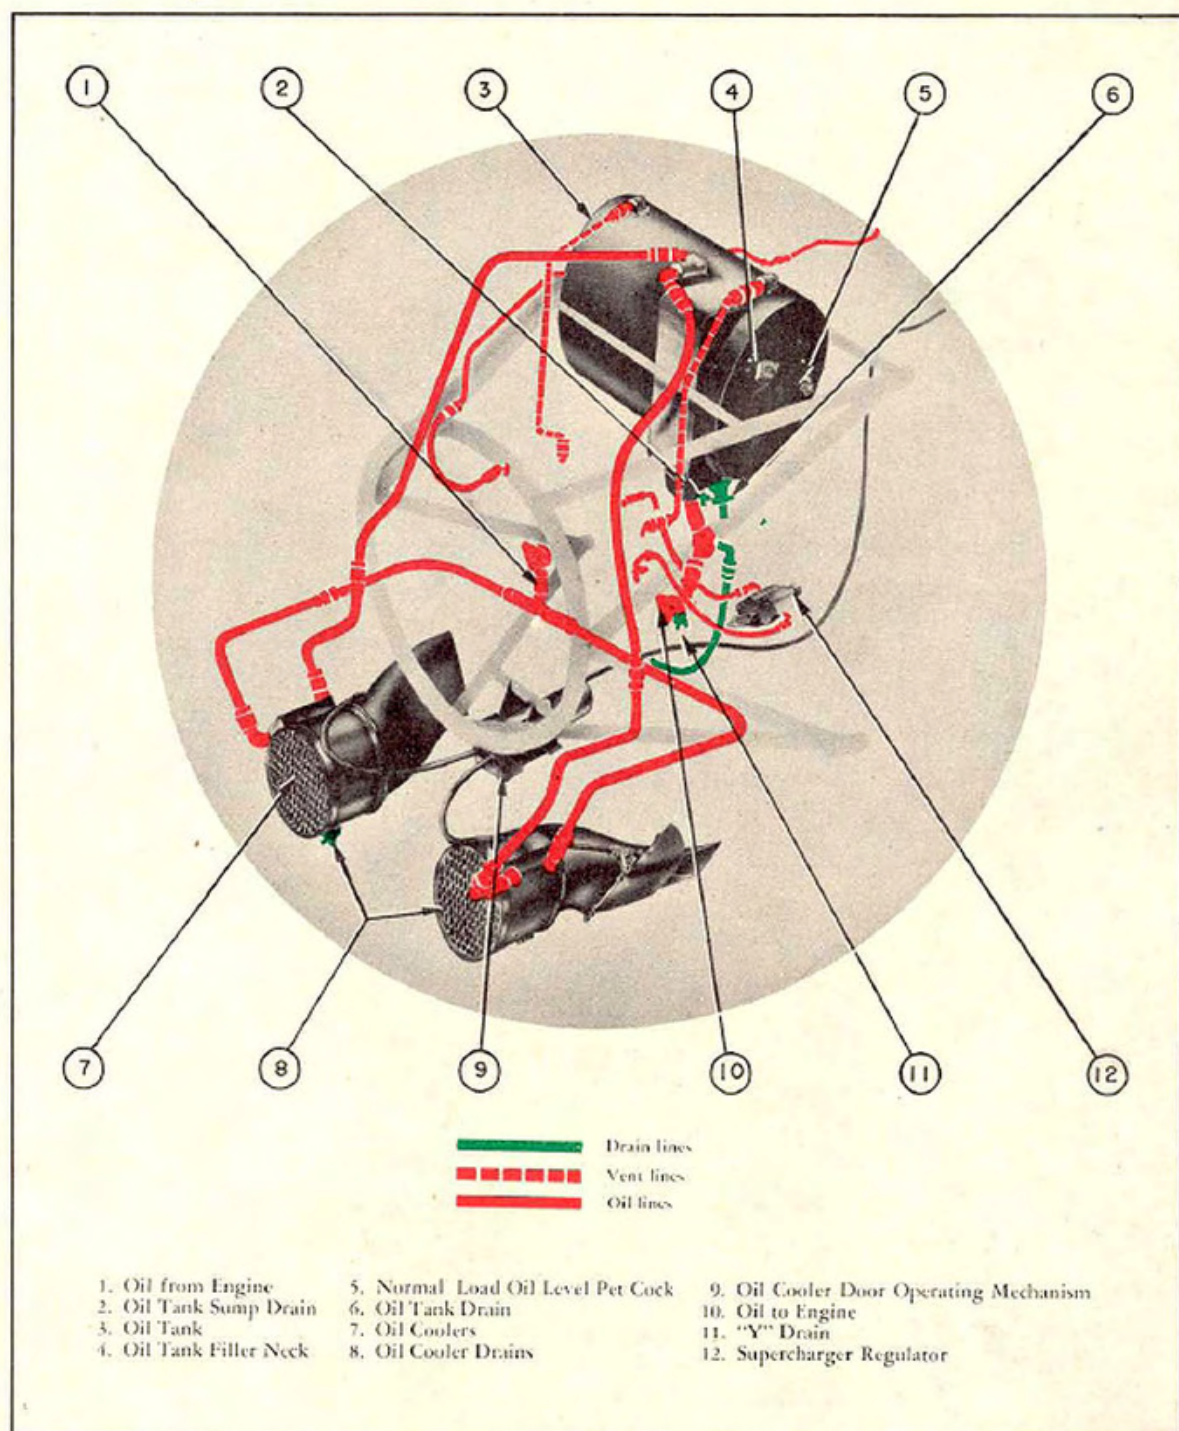 1
2
3
4
5
6
7
8
9
10
11
12
Drain lines
Vent lines
Oil lines
1. Oil from Engine
2. Oil Tank Sump Drain
3. Oil Tank
4. Oil Tank Filler Neck
5. Normal Load Oil Level Pet Cock
6. Oil Tank Drain
7. Oil Coolers
8. Oil Cooler Drains
9. Oil Cooler Door Operating Mechanism
10. Oil to Engine
11. "Y" Drain
12. Supercharger Regulator